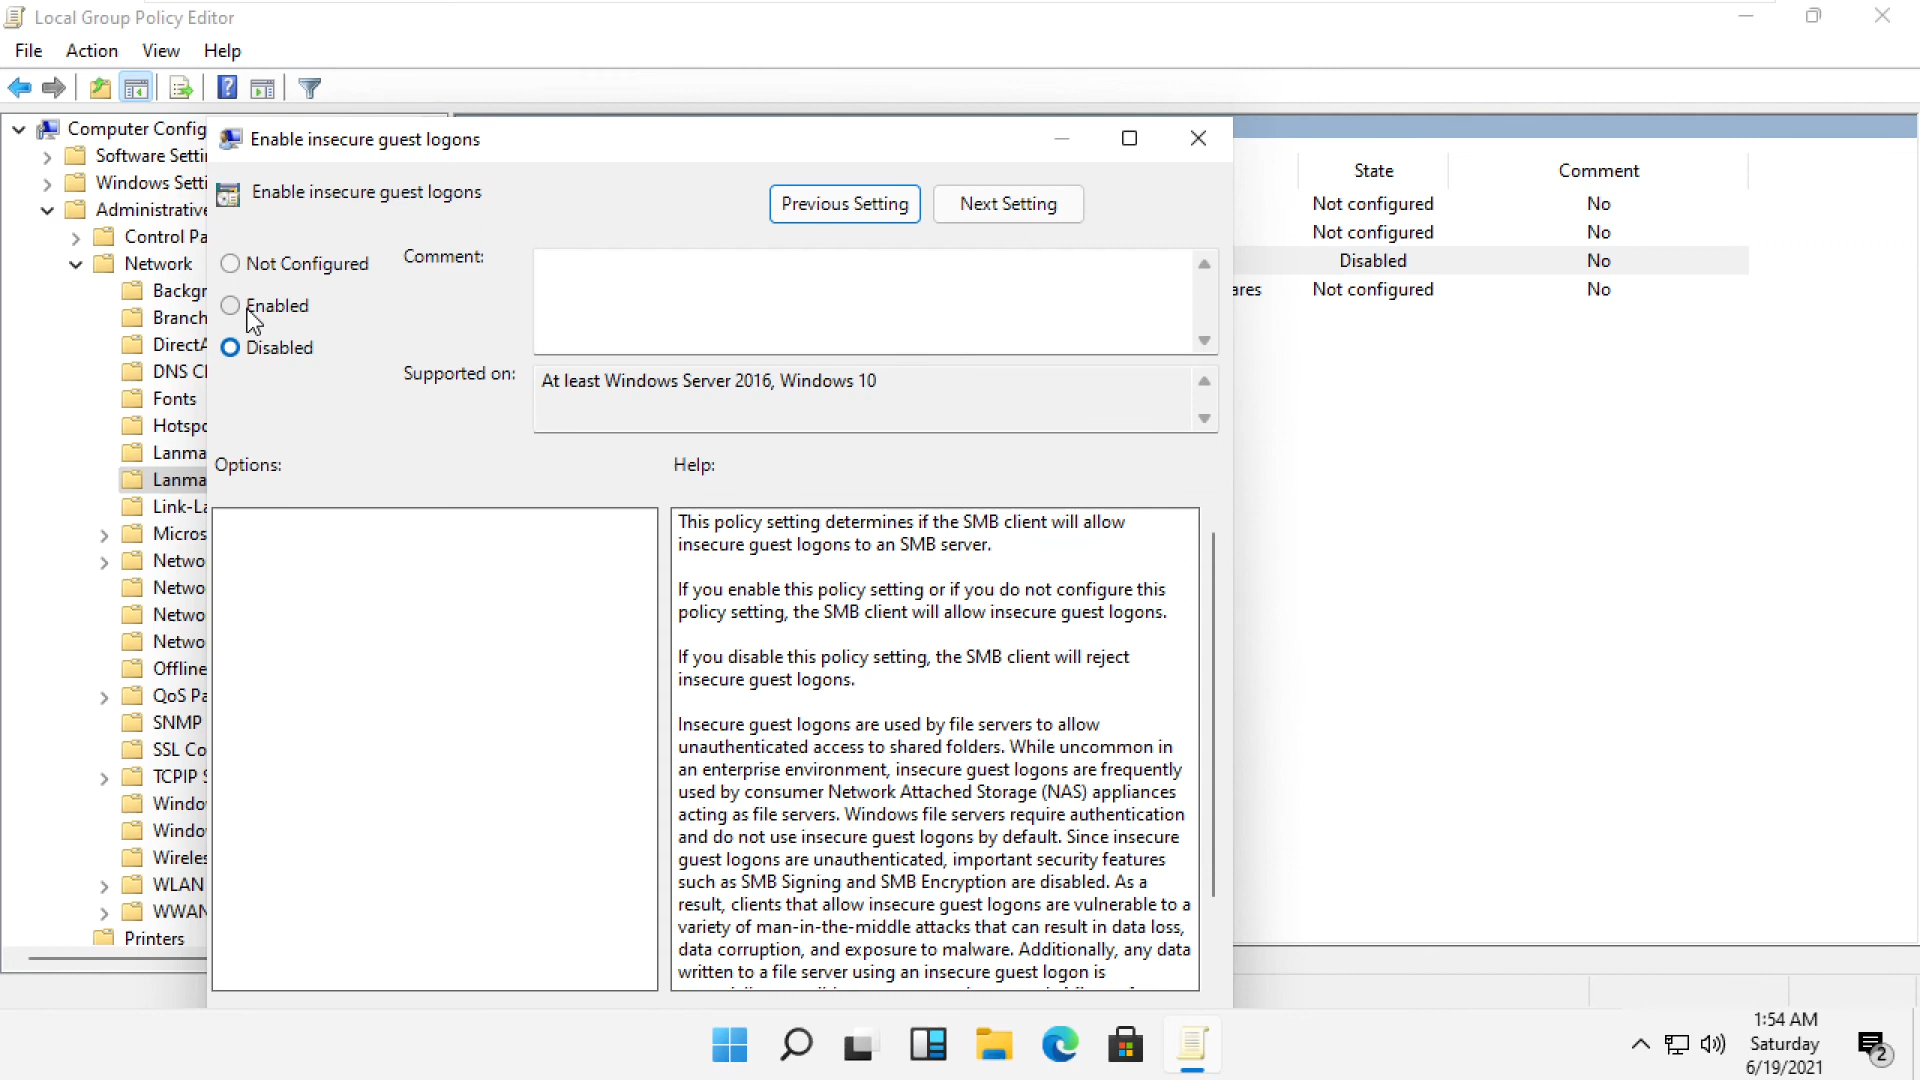 Local Group Policy Editor
File Action View Help
Computer Config
Software Setti
Windows Setti
Administrative
Control Pa
Network
Backgr
Branch
DirectA
DNS Cl
Fonts
Hotspo
Lanma
Lanma
Link-La
Micros
Netwo
Netwo
Netwo
Netwo
Offline
QoS Pa
SNMP
SSL Co
TCPIP S
Windo
Windo
Wireles
WLAN
WWAN
Printers
Enable insecure guest logons
Enable insecure guest logons
Previous Setting Next Setting
Not Configured
Enabled
Disabled
Comment:
Supported on:
At least Windows Server 2016, Windows 10
Options:
Help:
This policy setting determines if the SMB client will allow
insecure guest logons to an SMB server.
If you enable this policy setting or if you do not configure this
policy setting, the SMB client will allow insecure guest logons.
If you disable this policy setting, the SMB client will reject
insecure guest logons.
Insecure guest logons are used by file servers to allow
unauthenticated access to shared folders. While uncommon in
an enterprise environment, insecure guest logons are frequently
used by consumer Network Attached Storage (NAS) appliances
acting as file servers. Windows file servers require authentication
and do not use insecure guest logons by default. Since insecure
guest logons are unauthenticated, important security features
such as SMB Signing and SMB Encryption are disabled. As a
result, clients that allow insecure guest logons are vulnerable to a
variety of man-in-the-middle attacks that can result in data loss,
data corruption, and exposure to malware. Additionally, any data
written to a file server using an insecure guest logon is
State Comment
Not configured No
Not configured No
Disabled No
ares Not configured No
1:54 AM
Saturday
6/19/2021
2